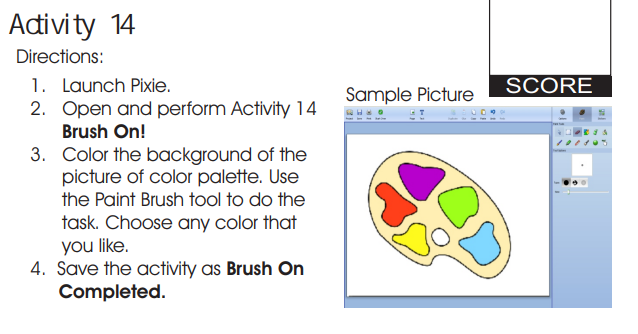 Activity 14
Directions:
1. Launch Pixie.
2. Open and perform Activity 14
Brush On!
3. Color the background of the
picture of color palette. Use
the Paint Brush tool to do the
task. Choose any color that
you like.
4. Save the activity as Brush On
Completed.
Sample Picture
SCORE